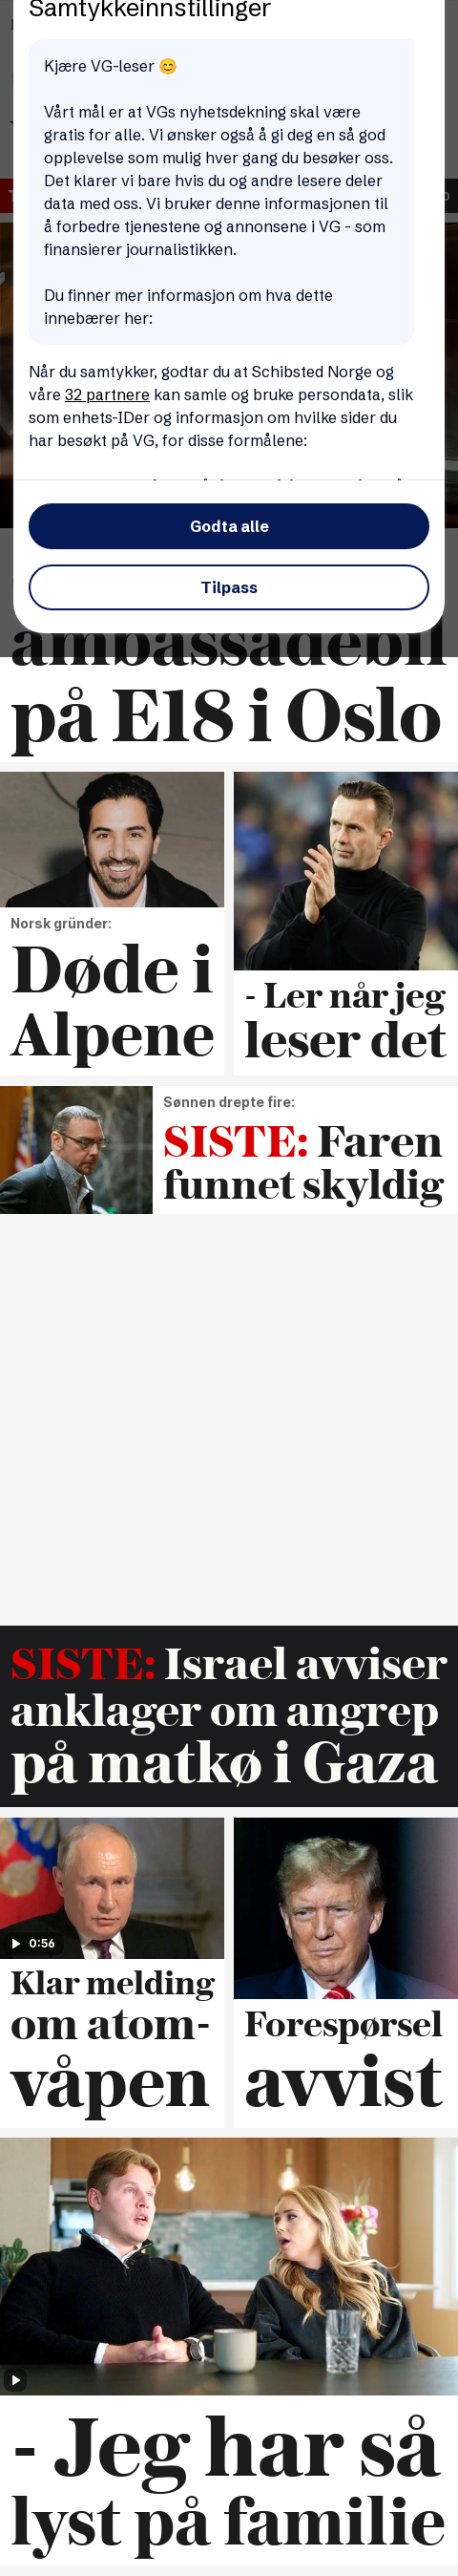 Samtykkeinnstillinger
Kjære VG-leser 😊
Vårt mål er at VGs nyhetsdekning skal være
gratis for alle. Vi ønsker også å gi deg en så god
opplevelse som mulig hver gang du besøker oss.
Det klarer vi bare hvis du og andre lesere deler
data med oss. Vi bruker denne informasjonen til
å forbedre tjenestene og annonsene i VG - som
finansierer journalistikken.
Du finner mer informasjon om hva dette
innebærer her:
Når du samtykker, godtar du at Schibsted Norge og
våre 32 partnere kan samle og bruke persondata, slik
som enhets-IDer og informasjon om hvilke sider du
har besøkt på VG, for disse formålene:
Godta alle
Tilpass
ambassadebil
på E18 i Oslo
Norsk gründer:
Døde i
Alpene
- Ler når jeg
leser det
Sønnen drepte fire:
SISTE: Faren
funnet skyldig
SISTE: Israel avviser
anklager om angrep
på matkø i Gaza
0:56
Klar melding
om atom-
våpen
Forespørsel
avvist
- Jeg har så
lyst på familie